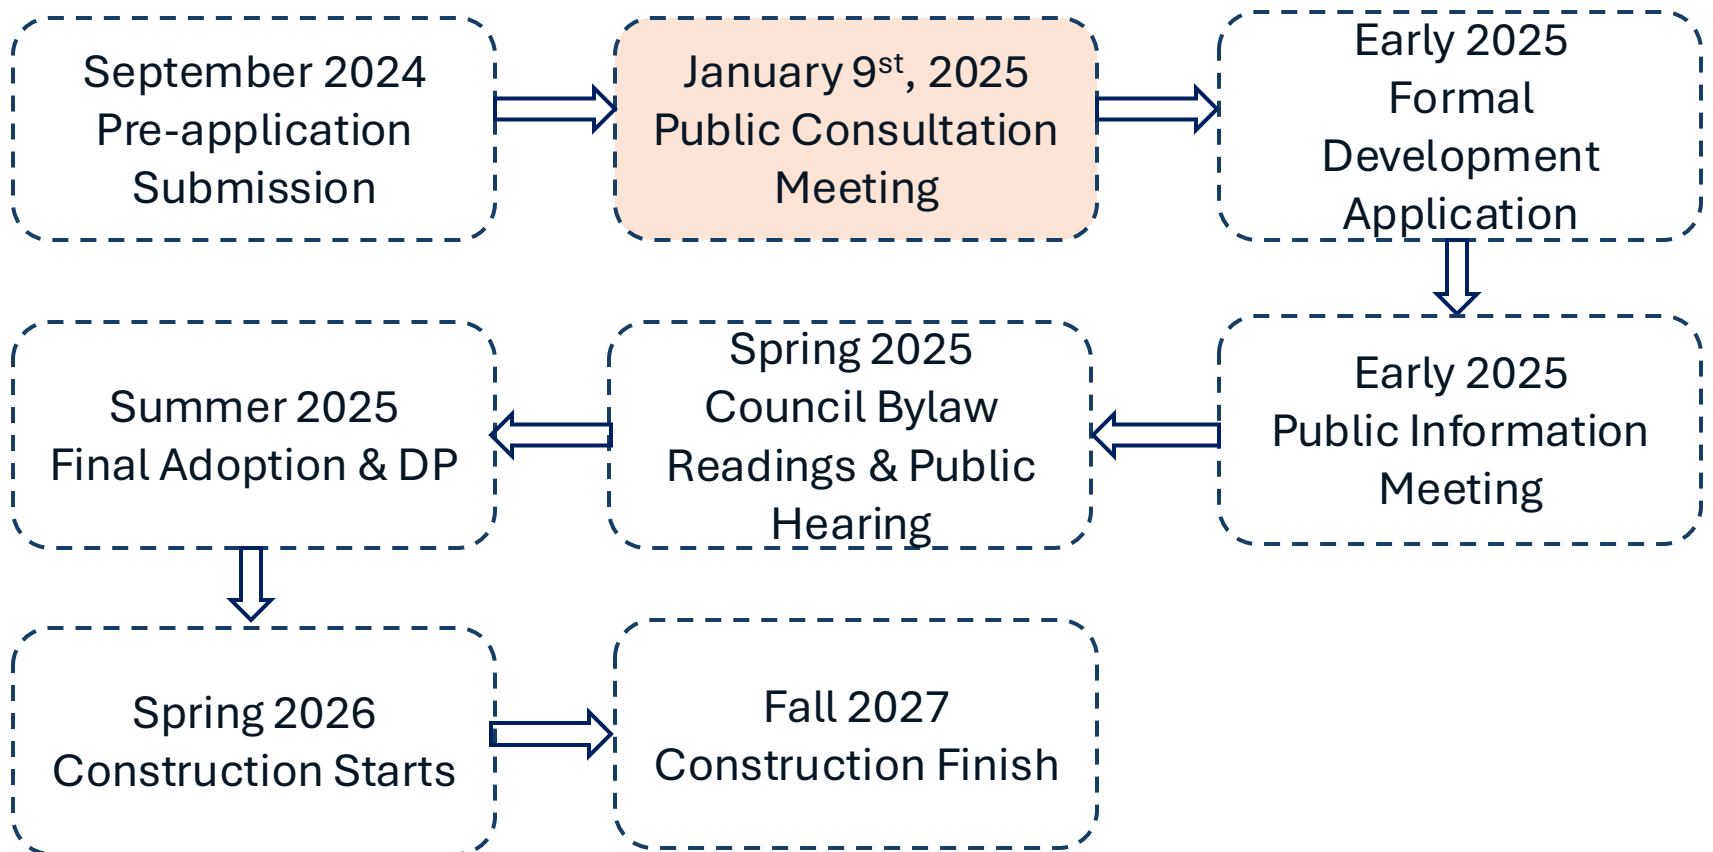 September 2024
Pre-application
Submission
January 9st, 2025
Public Consultation
Meeting
Early 2025
Formal
Development
Application
Early 2025
Public Information
Meeting
Spring 2025
Council Bylaw
Readings & Public
Hearing
Summer 2025
Final Adoption & DP
Spring 2026
Construction Starts
Fall 2027
Construction Finish